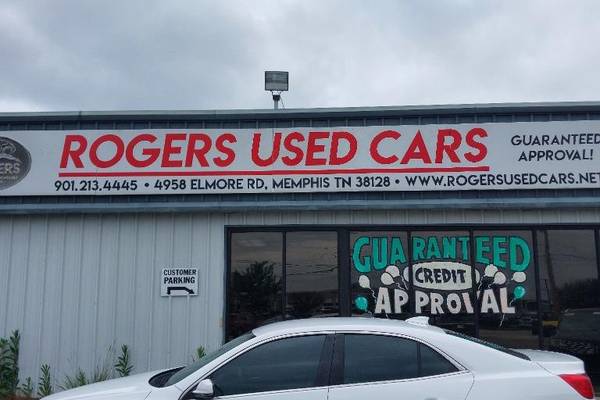 ROGERS USED CARS
GUARANTEED
APPROVAL!
901.213.4445 • 4958 ELMORE RD, MEMPHIS TN 38128 • WWW.ROGERSUSEDCARS.NET
CUSTOMER
PARKING
GUARANTEED
CREDIT
APPROVAL